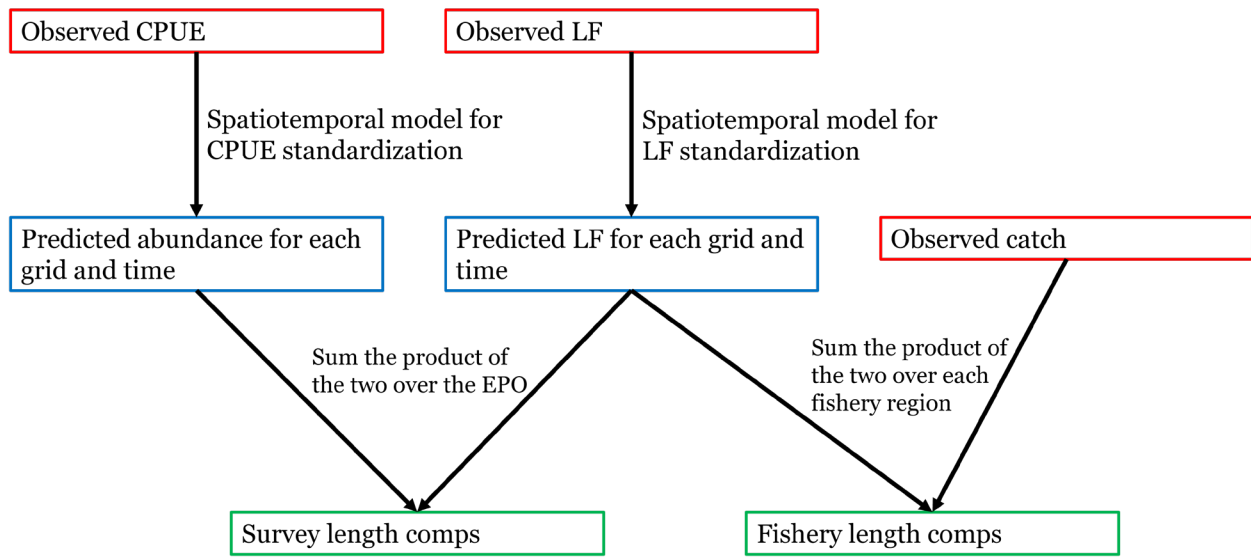 Observed CPUE
Observed LF
Spatiotemporal model for
CPUE standardization
Spatiotemporal model for
LF standardization
Predicted abundance for each
grid and time
Predicted LF for each grid and
time
Observed catch
Sum the product of
the two over the EPO
Sum the product of
the two over each
fishery region
Survey length comps
Fishery length comps